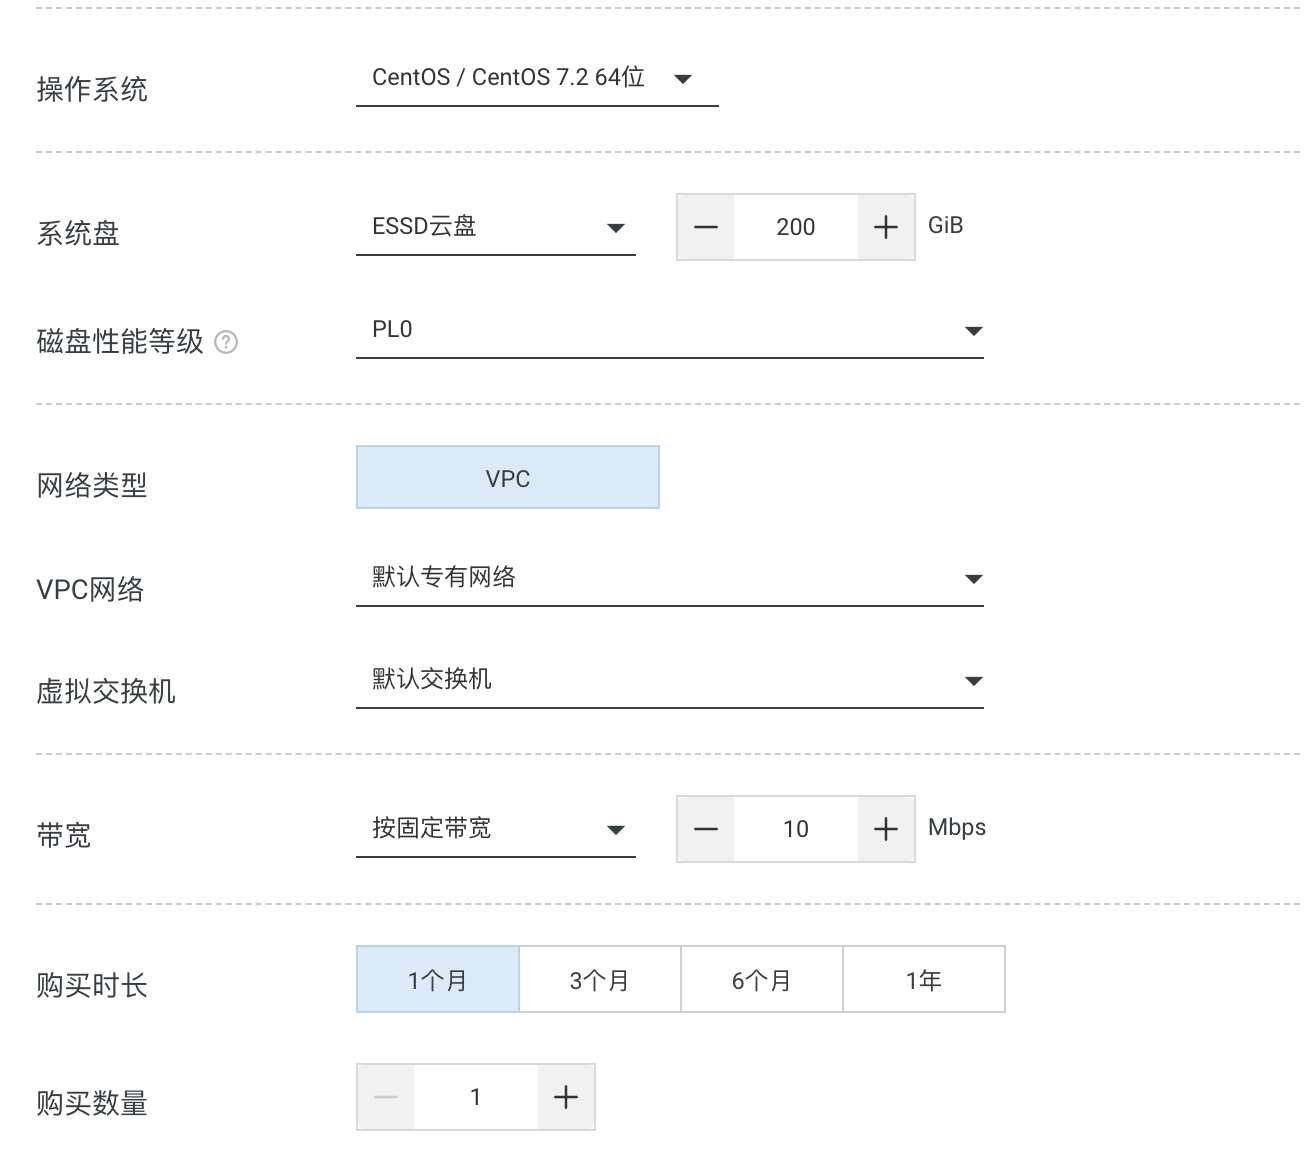 操作系统
CentOS / CentOS 7.2 64位
系统盘
ESSD云盘
200
GiB
磁盘性能等级 ?
PL0
网络类型
VPC
VPC网络
默认专有网络
虚拟交换机
默认交换机
带宽
按固定带宽
10
Mbps
购买时长
1个月
3个月
6个月
1年
购买数量
1